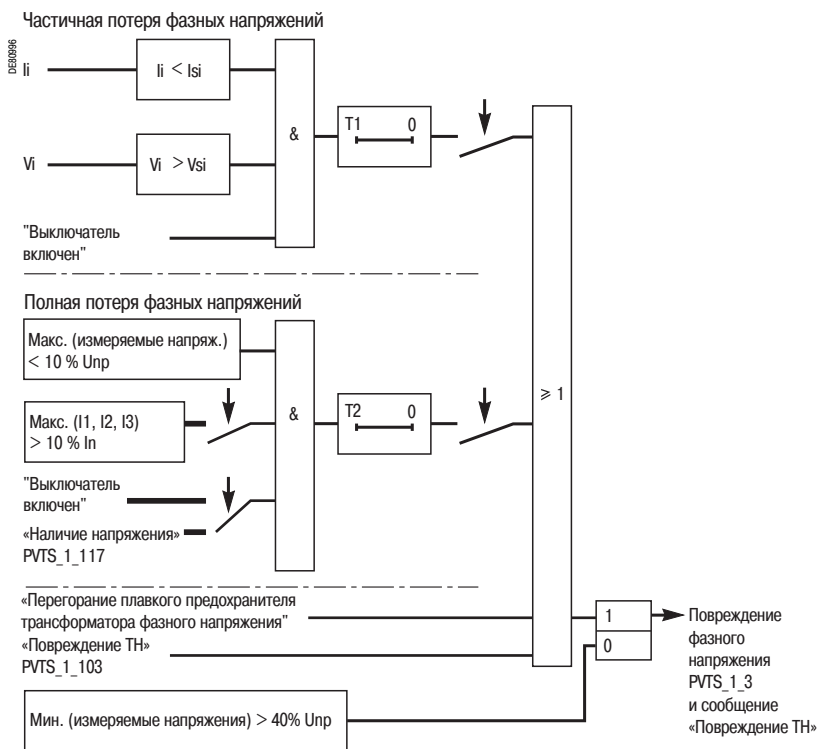 Частичная потеря фазных напряжений
DE80996
Ii
Ii < Isi
&
T1 0
Vi
Vi > Vsi
"Выключатель
включен"
Полная потеря фазных напряжений
Макс. (измеряемые напряж.)
< 10 % Unp
Макс. (I1, I2, I3)
> 10 % In
&
T2 0
⩾ 1
"Выключатель
включен"
«Наличие напряжения»
PVTS_1_117
«Перегорание плавкого предохранителя
трансформатора фазного напряжения"
«Повреждение ТН»
PVTS_1_103
1
0
Повреждение
фазного
напряжения
PVTS_1_3
и сообщение
«Повреждение ТН»
Мин. (измеряемые напряжения) > 40% Unp